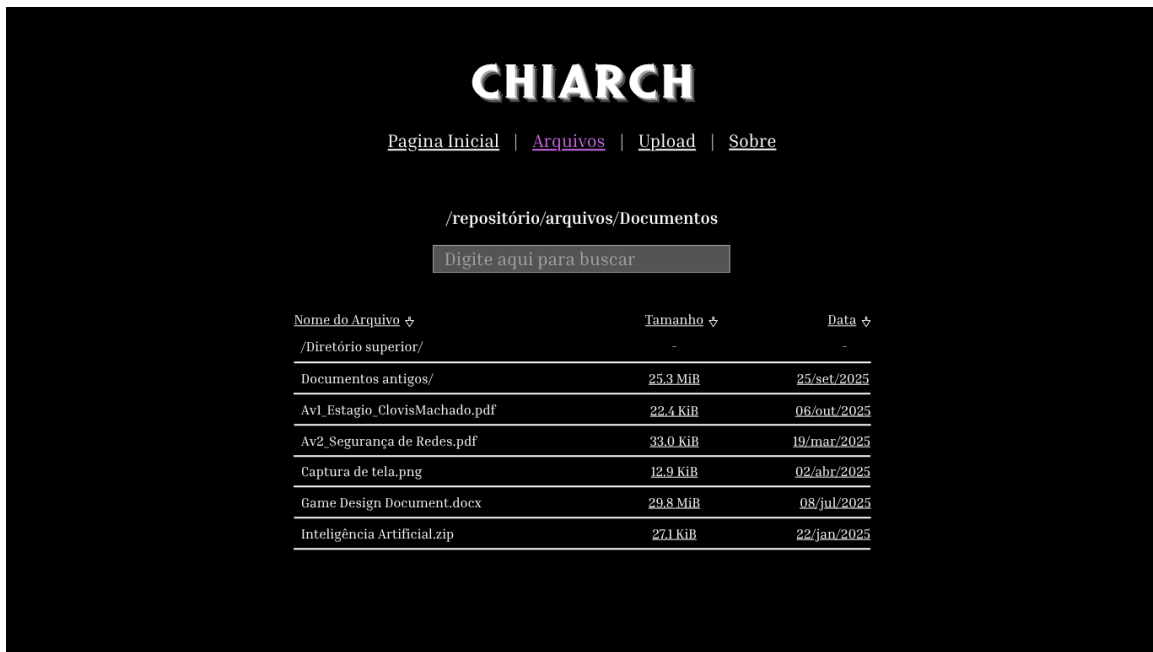 CHIARCH
Pagina Inicial | Arquivos | Upload | Sobre
/repositório/arquivos/Documentos
Digite aqui para buscar
Nome do Arquivo Tamanho Data
/Diretório superior/ - -
Documentos antigos/ 25.3 MiB 25/set/2025
Av1_Estagio_ClovisMachado.pdf 22.4 KiB 06/out/2025
Av2_Segurança de Redes.pdf 33.0 KiB 19/mar/2025
Captura de tela.png 12.9 KiB 02/abr/2025
Game Design Document.docx 29.8 MiB 08/jul/2025
Inteligência Artificial.zip 27.1 KiB 22/jan/2025